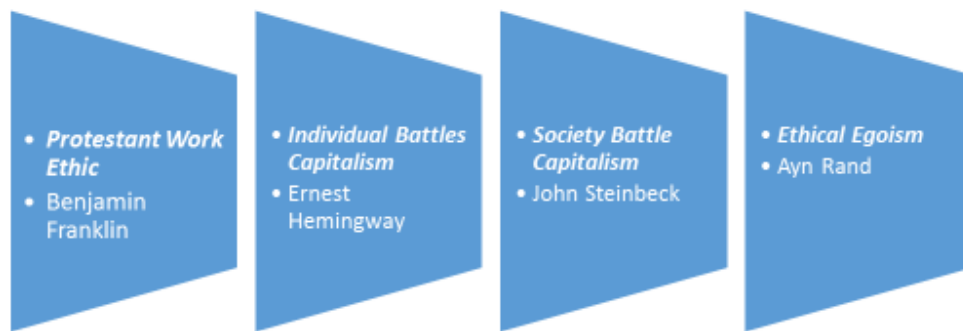 • Protestant Work
Ethic
• Benjamin
Franklin
• Individual Battles
Capitalism
• Ernest
Hemingway
• Society Battle
Capitalism
• John Steinbeck
• Ethical Egoism
• Ayn Rand